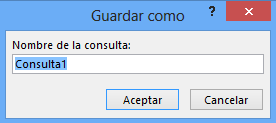 Guardar como
?
Nombre de la consulta:
Consulta1
Aceptar
Cancelar